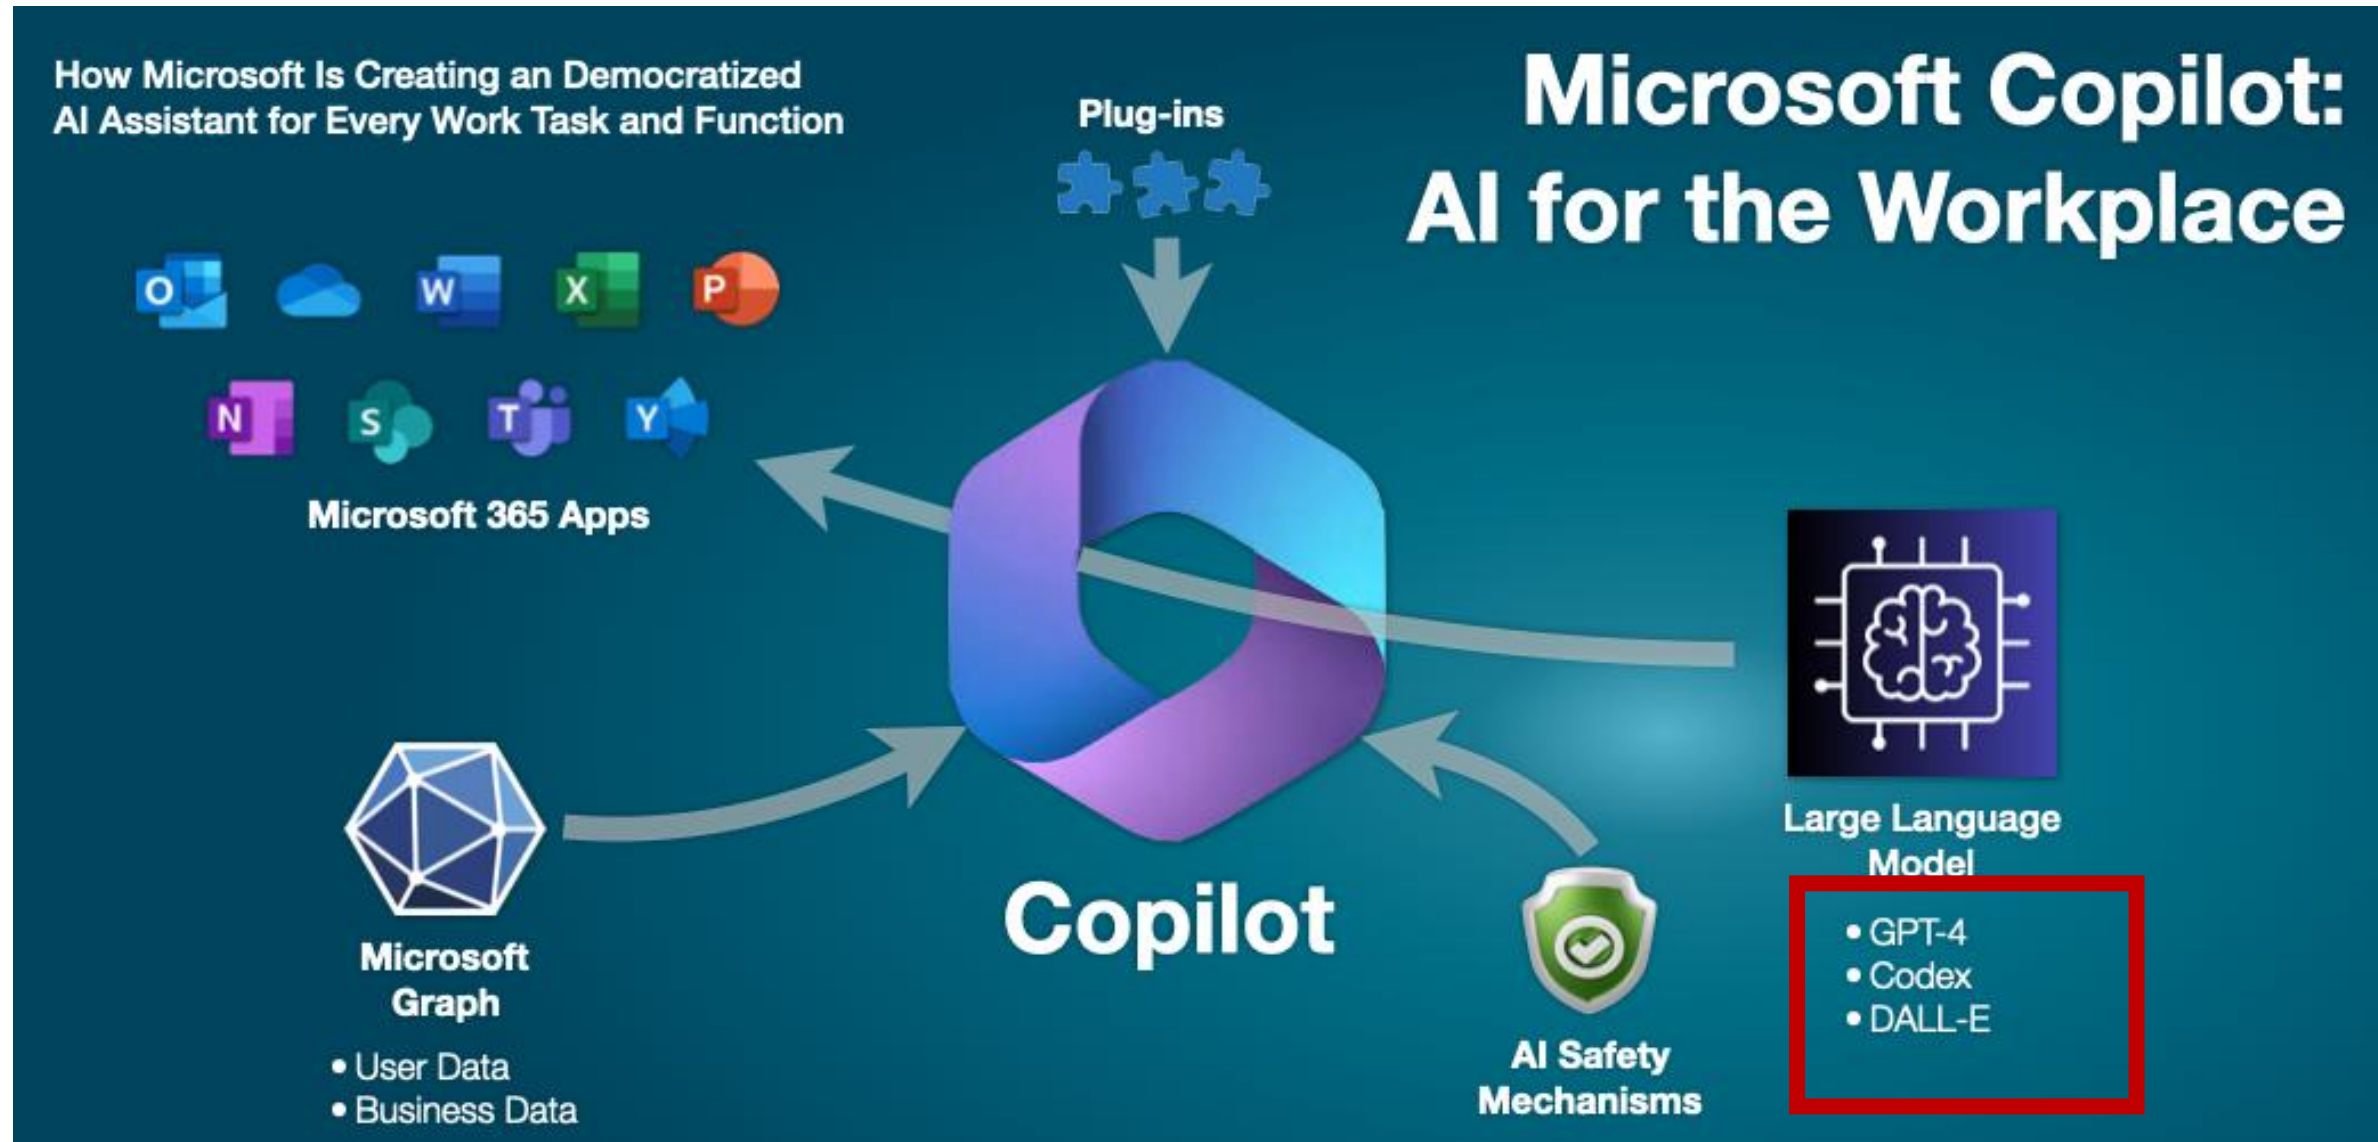 How Microsoft Is Creating an Democratized
AI Assistant for Every Work Task and Function
Microsoft Copilot:
AI for the Workplace
Plug-ins
O
W
X
P
N
S
T
Y
Microsoft 365 Apps
Copilot
Microsoft
Graph
• User Data
• Business Data
AI Safety
Mechanisms
Large Language
Model
• GPT-4
• Codex
• DALL-E